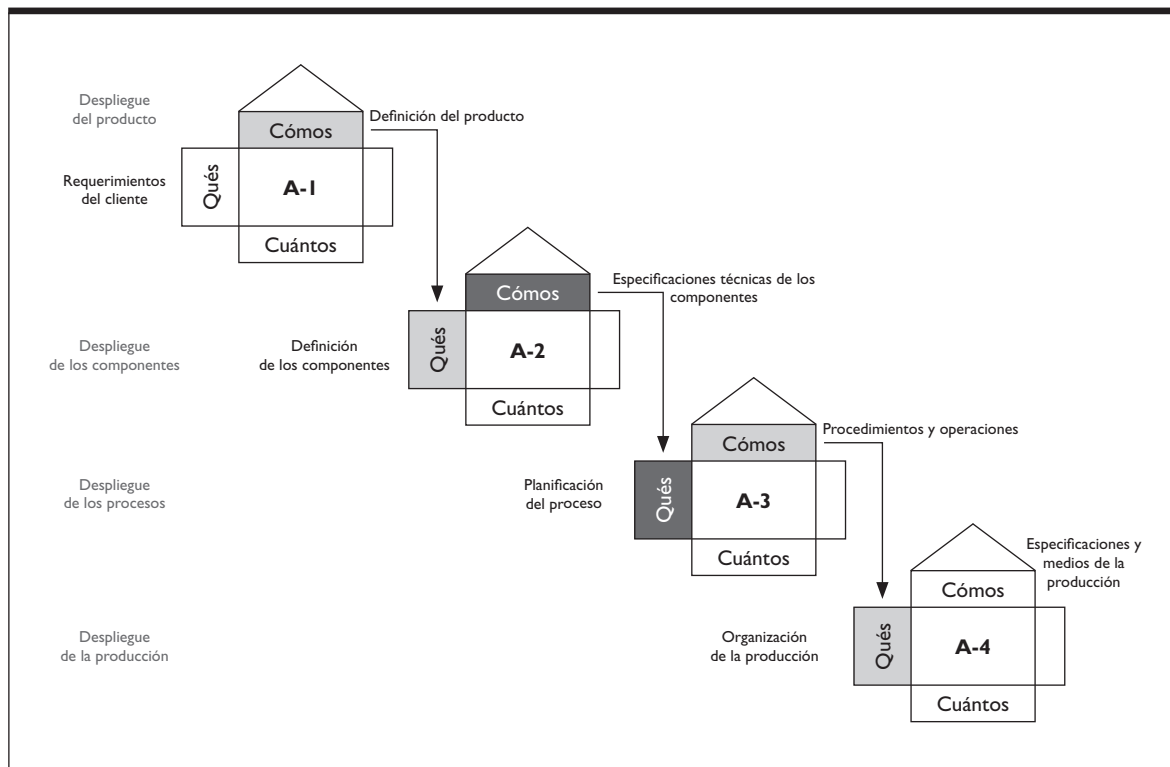 Despliegue
del producto
Cómos
Definición del producto
Requerimientos
del cliente
Qués
A-1
Cuántos
Cómos
Especificaciones técnicas de los
componentes
Despliegue
de los componentes
Definición
de los componentes
Qués
A-2
Cuántos
Cómos
Procedimientos y operaciones
Despliegue
de los procesos
Planificación
del proceso
Qués
A-3
Cuántos
Cómos
Especificaciones y
medios de la
producción
Despliegue
de la producción
Organización
de la producción
Qués
A-4
Cuántos